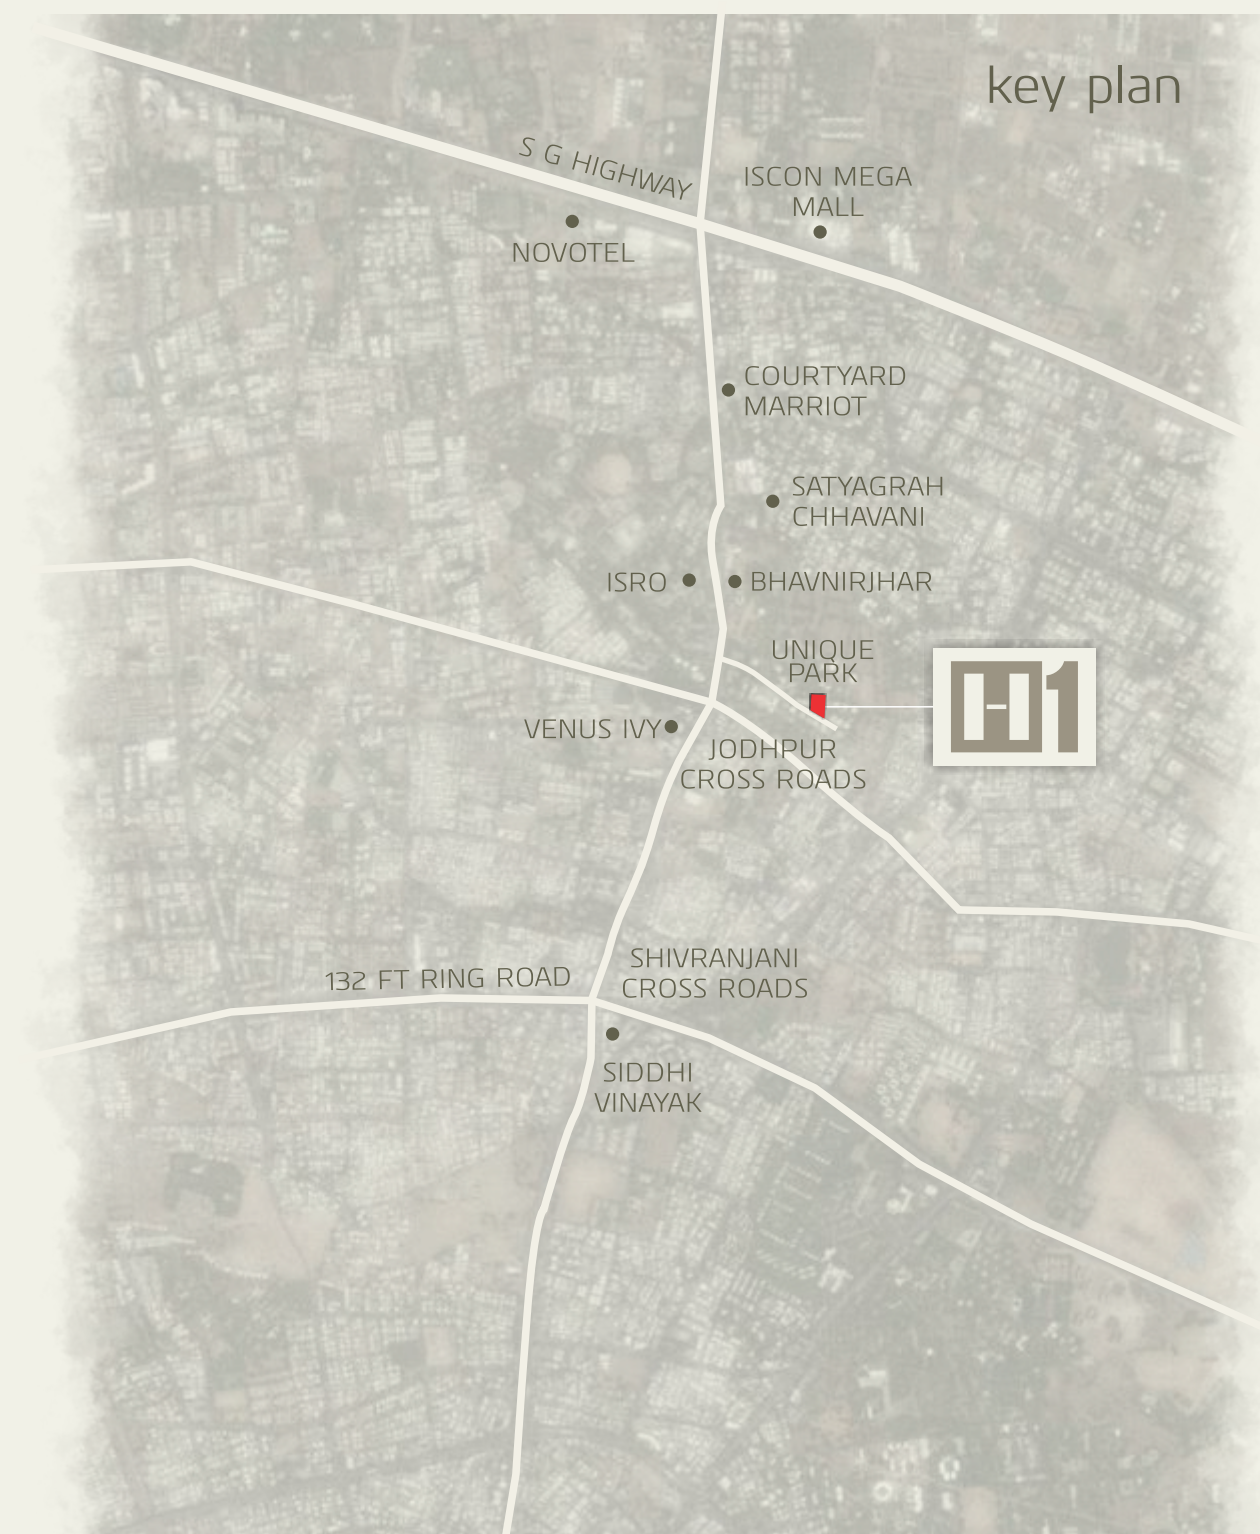 key plan
S G HIGHWAY
ISCON MEGA
MALL
NOVOTEL
COURTYARD
MARRIOT
SATYAGRAH
CHHAVANI
ISRO
BHAVNIRJHAR
UNIQUE
PARK
H1
VENUS IVY
JODHPUR
CROSS ROADS
SHIVRANJANI
CROSS ROADS
132 FT RING ROAD
SIDDHI
VINAYAK